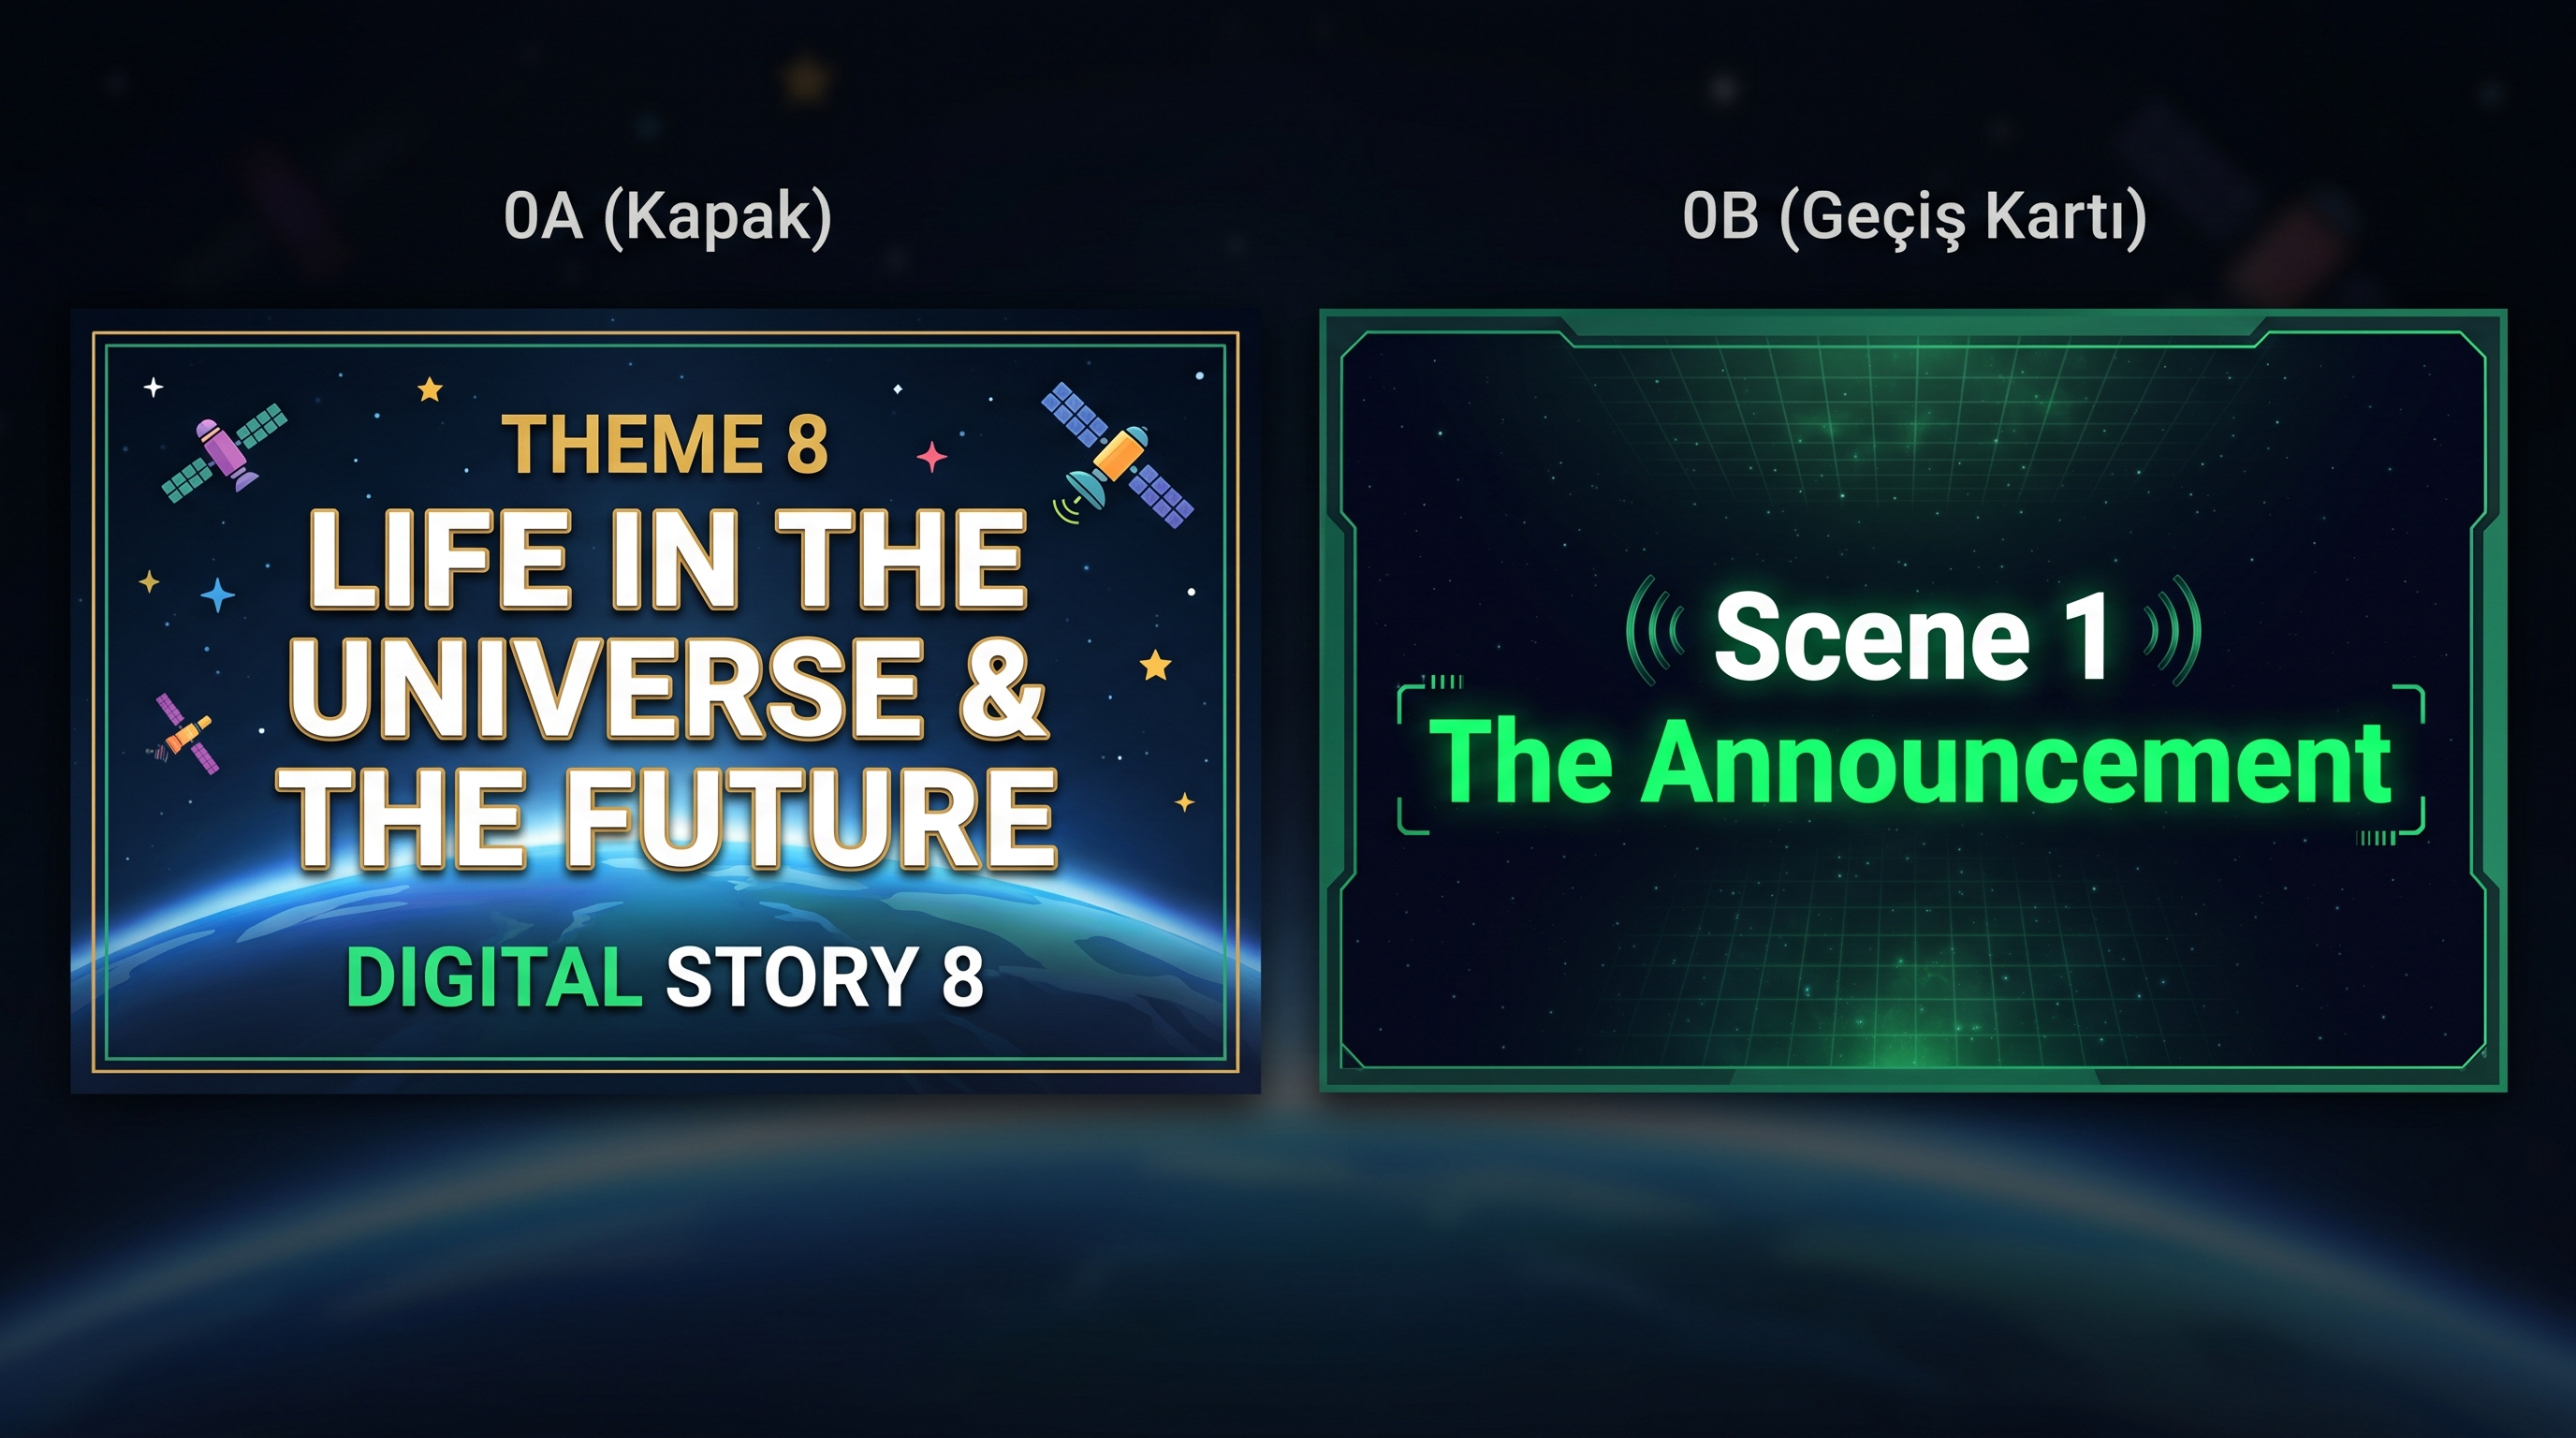 0A (Kapak)
THEME 8
LIFE IN THE
UNIVERSE &
THE FUTURE
DIGITAL STORY 8
0B (Geçiş Kartı)
Scene 1
The Announcement